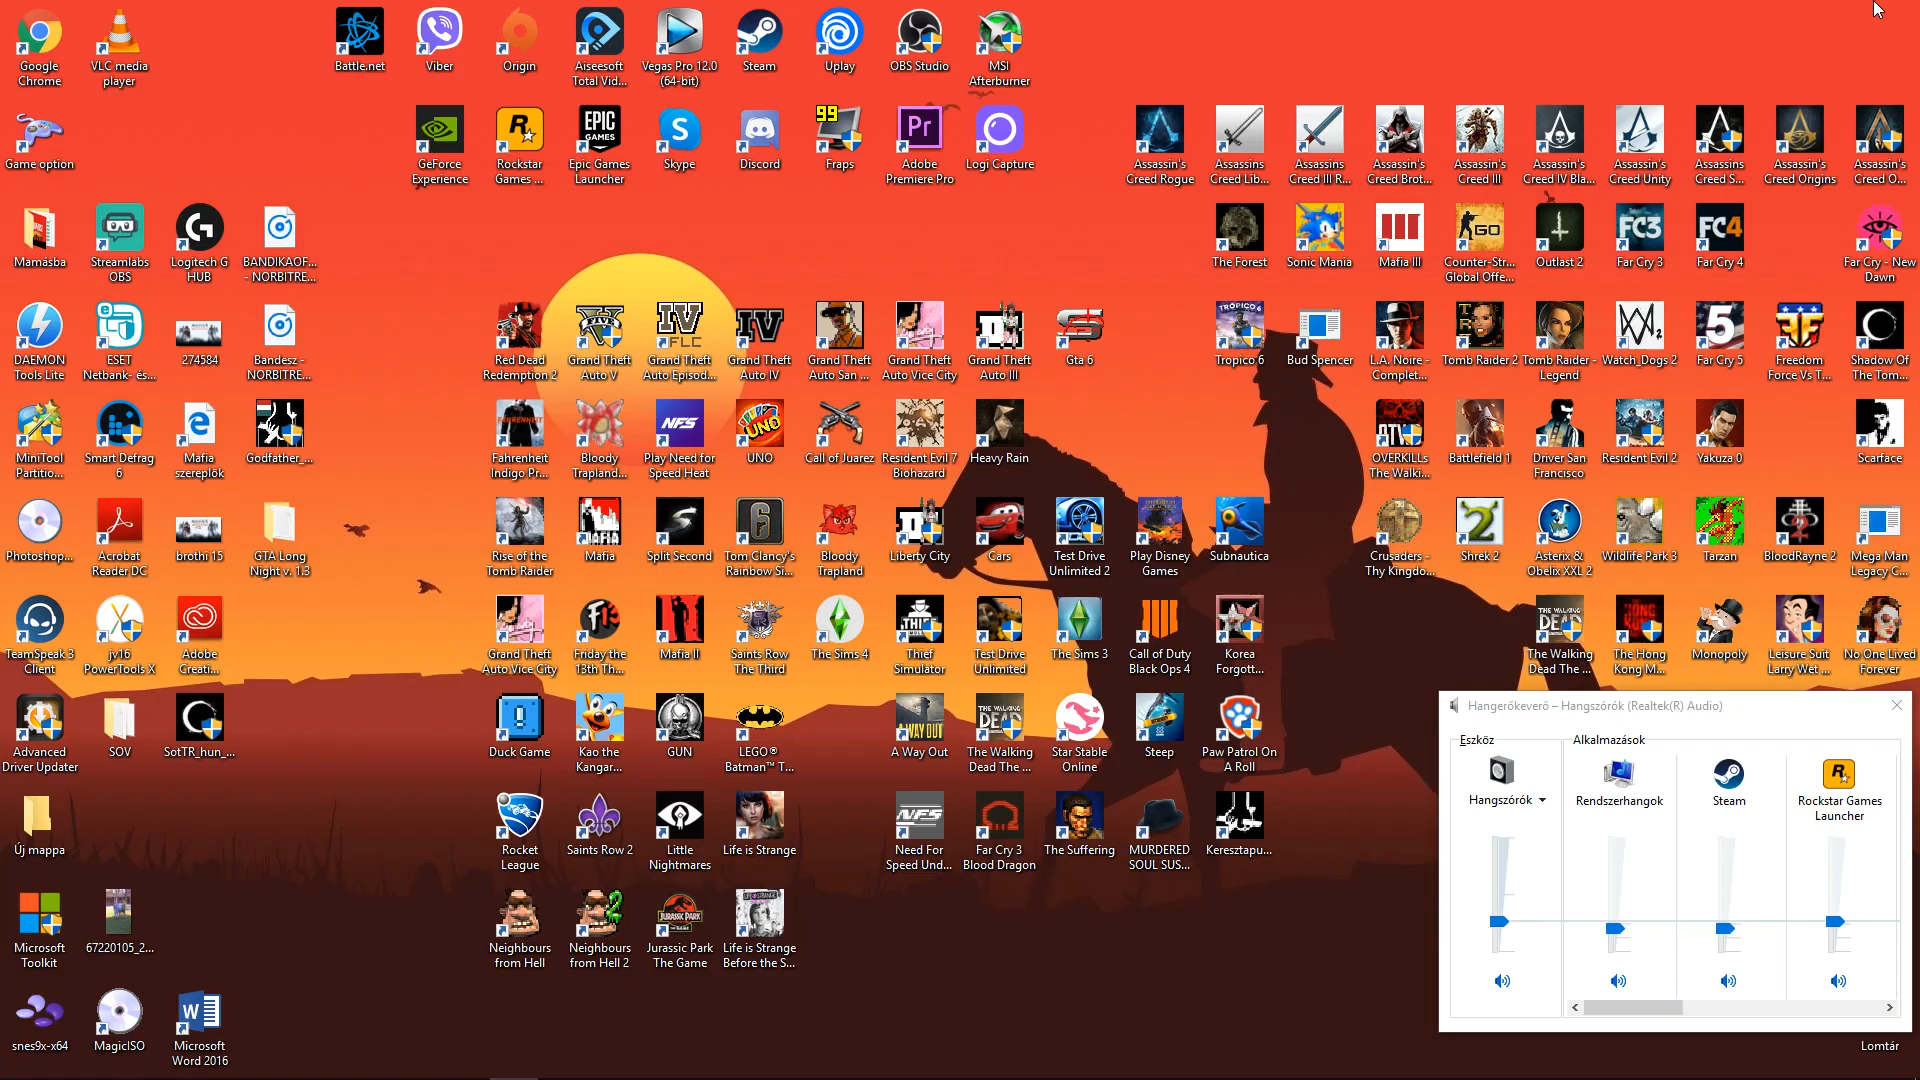 Google
Chrome
VLC media
player
Battle.net
Viber
Origin
Aiseesoft
Total Vid...
Vegas Pro 12.0
(64-bit)
Steam
Uplay
OBS Studio
MSI
Afterburner
Game option
GeForce
Experience
Rockstar
Games ...
EPIC
GAMES
Epic Games
Launcher
Skype
Discord
99
Fraps
Pr
Adobe
Premiere Pro
Logi Capture
Assassin's
Creed Rogue
Assassins
Creed Lib...
Assassin's
Creed III R...
Assassin's
Creed Brot...
Assassin's
Creed III
Assassin's
Creed IV Bla...
Assassin's
Creed Unity
Assassins
Creed S...
Assassin's
Creed Origins
Assassin's
Creed O...
Mamásba
Streamlabs
OBS
Logitech G
HUB
BANDIKAOF...
- NORBITRE...
The Forest
Sonic Mania
Mafia III
GO
Counter-Str...
Global Offe...
Outlast 2
FC3
Far Cry 3
FC4
Far Cry 4
Far Cry - New
Dawn
DAEMON
Tools Lite
ESET
Netbank- és...
274584
Bandesz -
NORBITRE...
Red Dead
Redemption 2
Grand Theft
Auto V
Grand Theft
Auto Episod...
Grand Theft
Auto IV
Grand Theft
Auto San ...
Grand Theft
Auto Vice City
Grand Theft
Auto III
Gta 6
Tropico 6
Bud Spencer
L.A. Noire -
Complet...
Tomb Raider 2
Tomb Raider -
Legend
Watch_Dogs 2
Far Cry 5
Freedom
Force Vs T...
Shadow Of
The Tom...
MiniTool
Partitio...
Smart Defrag
6
Mafia
szereplõk
Godfather_...
Fahrenheit
Indigo Pr...
Bloody
Trapland...
NFS
Play Need for
Speed Heat
UNO
UNO
Call of Juarez
Resident Evil 7
Biohazard
Heavy Rain
OVERKILLs
The Walki...
Battlefield 1
Driver San
Francisco
Resident Evil 2
Yakuza 0
Scarface
Photoshop...
Acrobat
Reader DC
brothi 15
GTA Long
Night v. 1.3
Rise of the
Tomb Raider
MAFIA
Mafia
Split Second
Tom Clancy's
Rainbow Si...
Bloody
Trapland
Liberty City
Cars
Test Drive
Unlimited 2
Play Disney
Games
Subnautica
Crusaders -
Thy Kingdo...
Shrek 2
Asterix &
Obelix XXL 2
Wildlife Park 3
Tarzan
BloodRayne 2
Mega Man
Legacy C...
TeamSpeak 3
Client
jv16
PowerTools X
Adobe
Creati...
Grand Theft
Auto Vice City
Friday the
13th Th...
Mafia II
Saints Row
The Third
The Sims 4
Thief
Simulator
Test Drive
Unlimited
The Sims 3
Call of Duty
Black Ops 4
Korea
Forgott...
The Walking
Dead The ...
The Hong
Kong M...
Monopoly
Leisure Suit
Larry Wet ...
No One Lived
Forever
Advanced
Driver Updater
SOV
SotTR_hun_...
Duck Game
Kao the
Kangar...
GUN
LEGO®
Batman™ T...
A Way Out
The Walking
Dead The ...
Star Stable
Online
Steep
Paw Patrol On
A Roll
Hangerőkeverő – Hangszórók (Realtek(R) Audio)
Eszköz
Alkalmazások
Hangszórók
Rendszerhangok
Steam
Rockstar Games
Launcher
Új mappa
Rocket
League
Saints Row 2
Little
Nightmares
Life is Strange
Need For
Speed Und...
Far Cry 3
Blood Dragon
The Suffering
MURDERED
SOUL SUS...
Keresztapu...
Microsoft
Toolkit
67220105_2...
Neighbours
from Hell
Neighbours
from Hell 2
Jurassic Park
The Game
Life is Strange
Before the S...
snes9x-x64
MagicISO
Microsoft
Word 2016
Lomtár